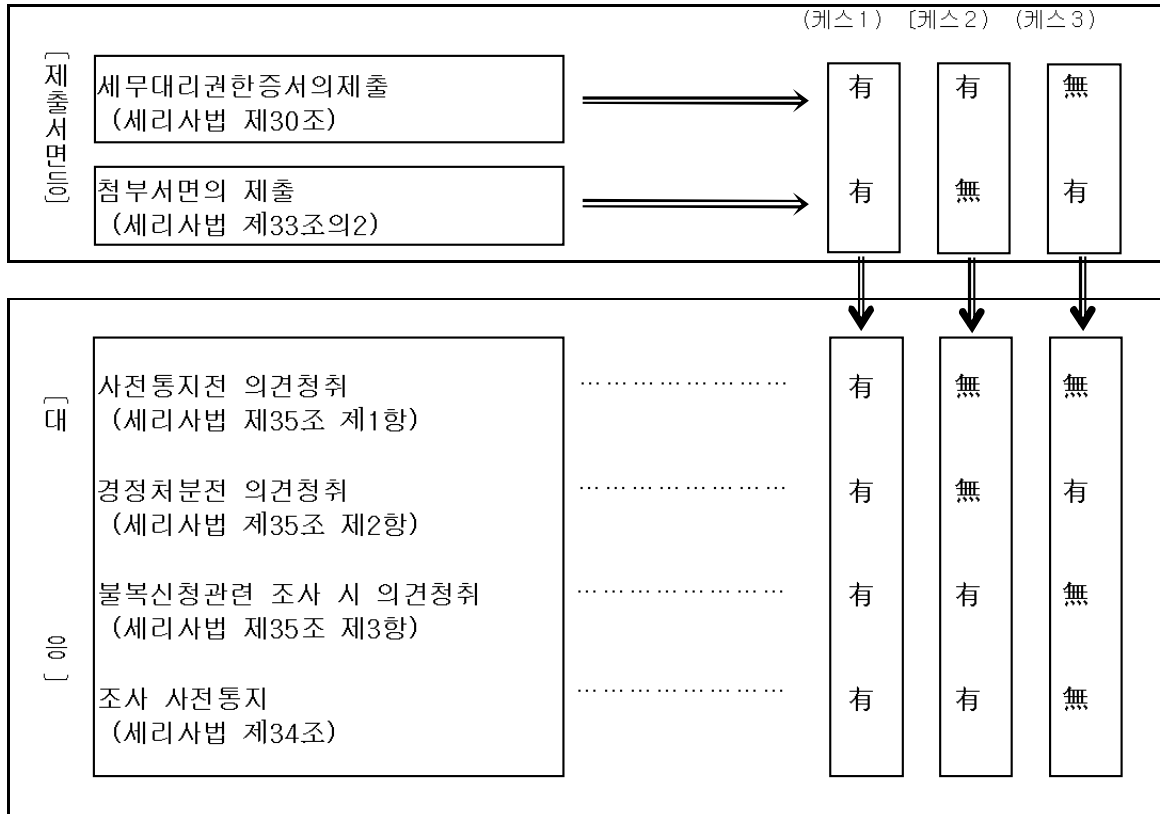 (케스1) 〔케스2) (케스3)
〔제출서면등〕
세무대리권한증서의제출 有 有 無
(세리사법 제30조)
첨부서면의 제출 有 無 有
(세리사법 제33조의2)
〔대 응〕
사전통지전 의견청취 …………………… 有 無 無
(세리사법 제35조 제1항)
경정처분전 의견청취 …………………… 有 無 有
(세리사법 제35조 제2항)
불복신청관련 조사 시 의견청취 …………………… 有 有 無
(세리사법 제35조 제3항)
조사 사전통지 …………………… 有 有 無
(세리사법 제34조)